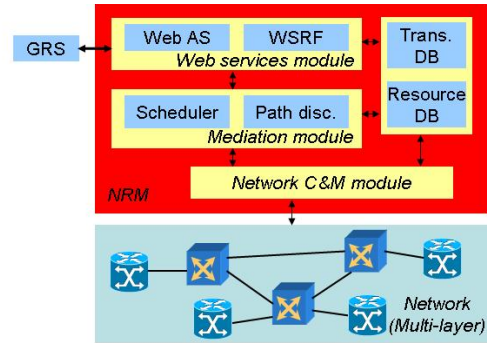 GRS
Web AS
WSRF
Web services module
Trans.
DB
Scheduler
Path disc.
Mediation module
Resource
DB
Network C&M module
NRM
Network
(Multi-layer)